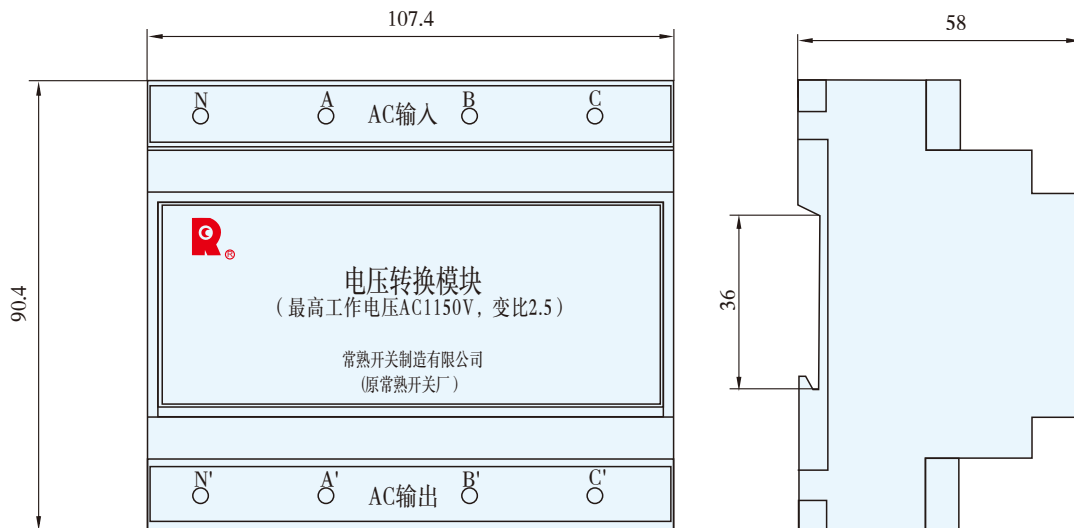 107.4
58
N A AC输入 B C
R®
电压转换模块
（最高工作电压AC1150V，变比2.5）
90.4
36
常熟开关制造有限公司
(原常熟开关厂）
N' A' AC输出 B' C'